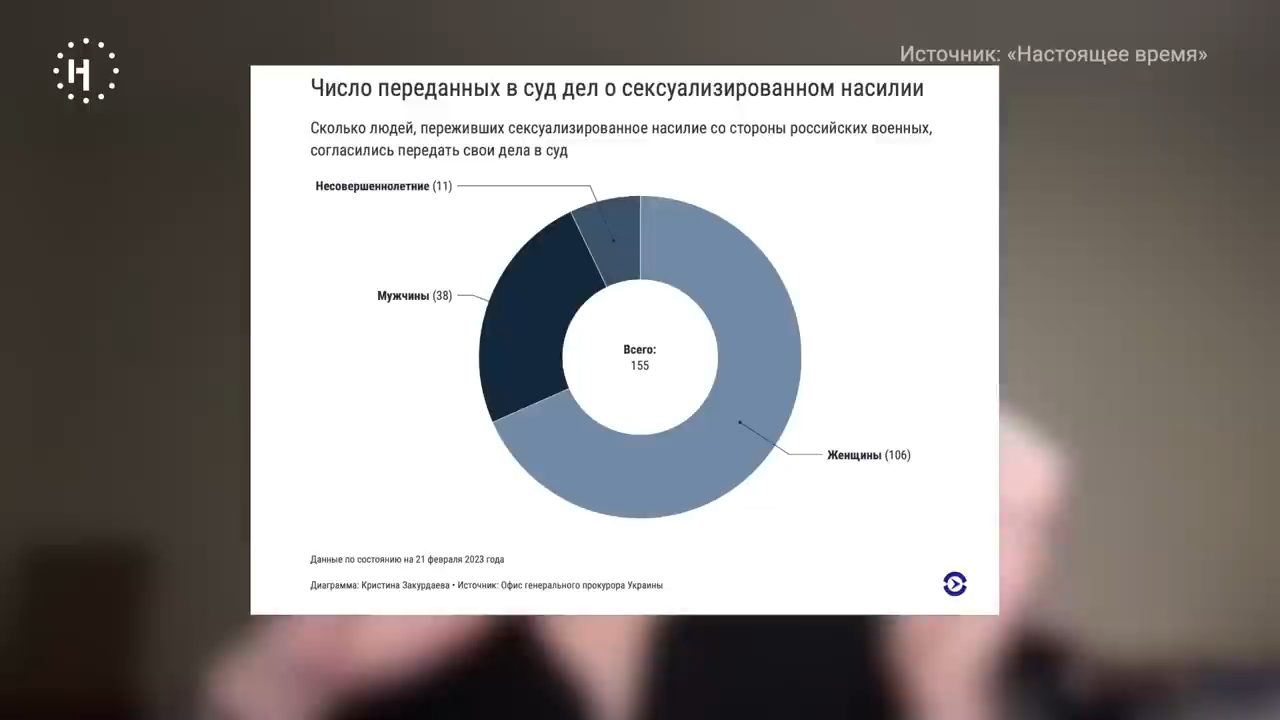 Н
Источник: «Настоящее время»
Число переданных в суд дел о сексуализированном насилии
Сколько людей, переживших сексуализированное насилие со стороны российских военных,
согласились передать свои дела в суд
Несовершеннолетние (11)
Мужчины (38)
Всего:
155
Женщины (106)
Данные по состоянию на 21 февраля 2023 года
Диаграмма: Кристина Закурдаева • Источник: Офис генерального прокурора Украины